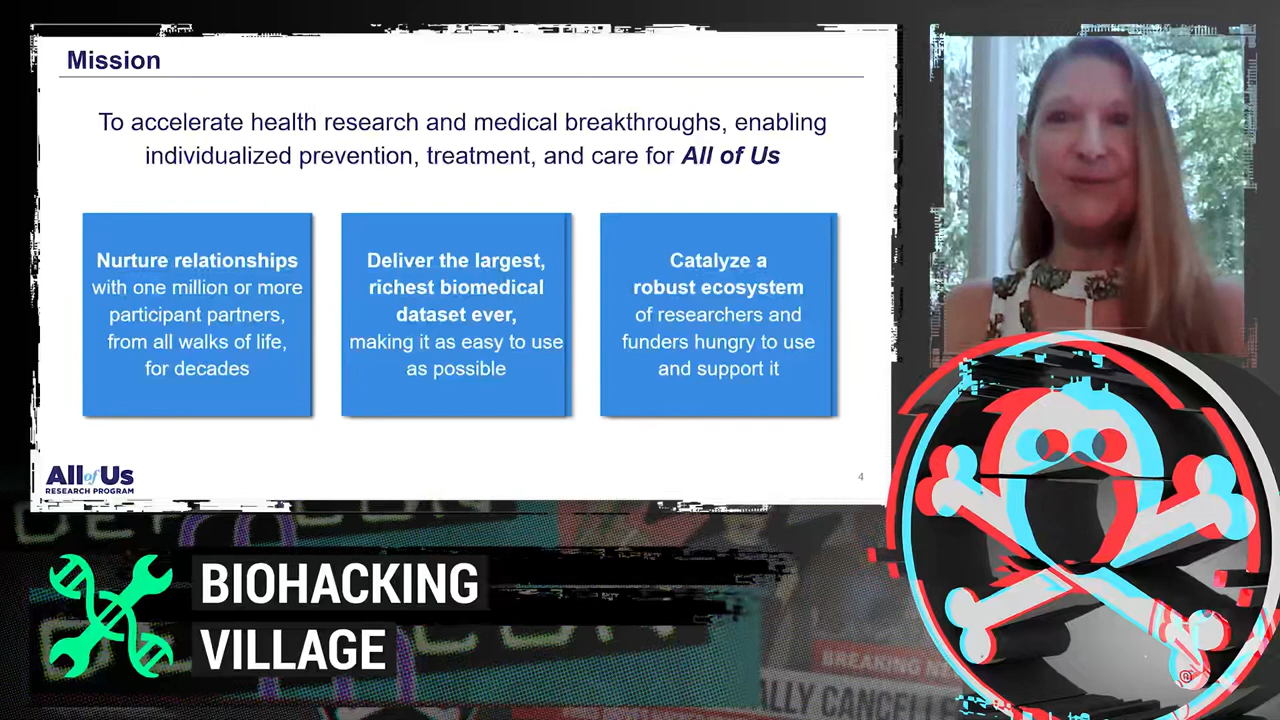 Mission
To accelerate health research and medical breakthroughs, enabling
individualized prevention, treatment, and care for All of Us
Nurture relationships
with one million or more
participant partners,
from all walks of life,
for decades
Deliver the largest,
richest biomedical
dataset ever,
making it as easy to use
as possible
Catalyze a
robust ecosystem
of researchers and
funders hungry to use
and support it
All of Us
RESEARCH PROGRAM
4
BIOHACKING
VILLAGE
BREAKING